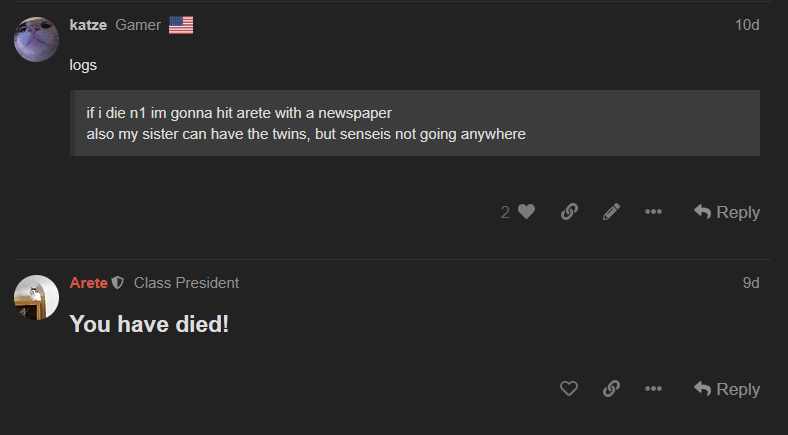 katze Gamer 10d
logs
if i die n1 im gonna hit arete with a newspaper
also my sister can have the twins, but senseis not going anywhere
2 Reply
Arete Class President 9d
You have died!
Reply